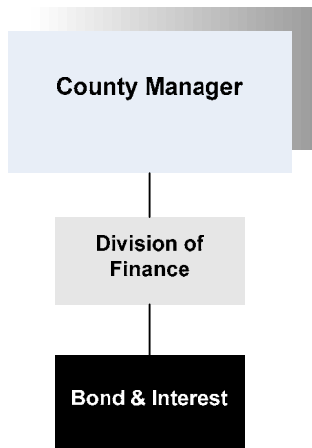 County Manager
Division of
Finance
Bond & Interest